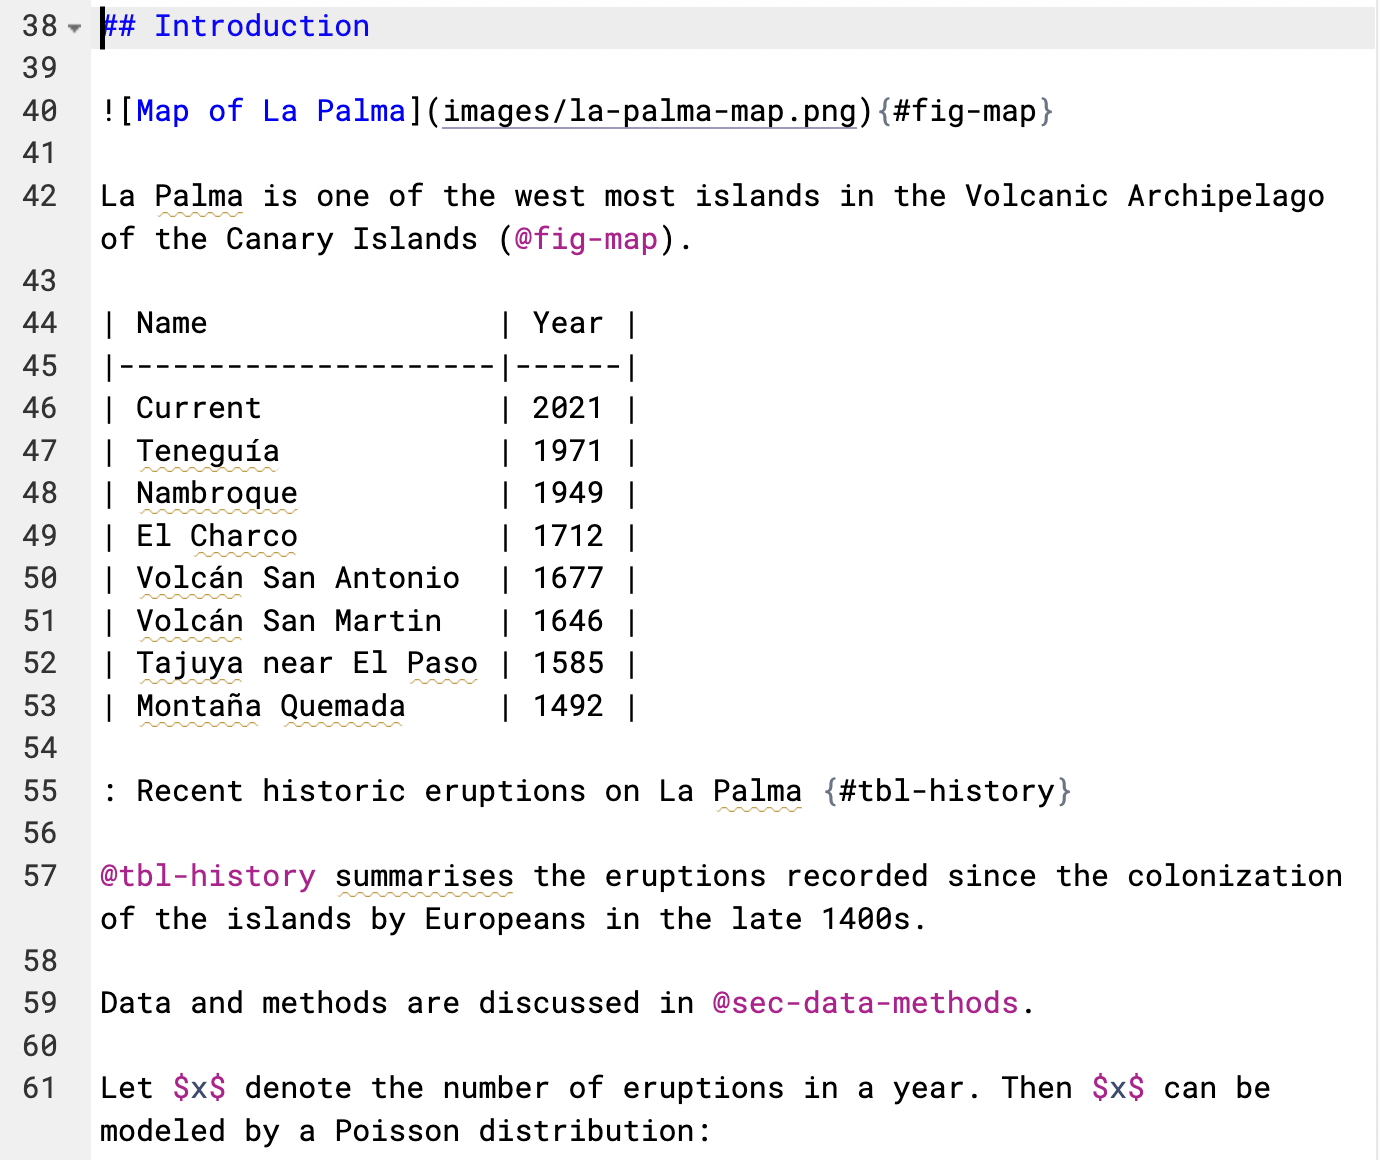 38 ## Introduction
39
40 ![Map of La Palma](images/la-palma-map.png){#fig-map}
41
42 La Palma is one of the west most islands in the Volcanic Archipelago
of the Canary Islands (@fig-map).
43
44 | Name                | Year |
45 |---------------------|------|
46 | Current             | 2021 |
47 | Teneguía            | 1971 |
48 | Nambroque           | 1949 |
49 | El Charco           | 1712 |
50 | Volcán San Antonio  | 1677 |
51 | Volcán San Martin   | 1646 |
52 | Tajuya near El Paso | 1585 |
53 | Montaña Quemada     | 1492 |
54
55 : Recent historic eruptions on La Palma {#tbl-history}
56
57 @tbl-history summarises the eruptions recorded since the colonization
of the islands by Europeans in the late 1400s.
58
59 Data and methods are discussed in @sec-data-methods.
60
61 Let $x$ denote the number of eruptions in a year. Then $x$ can be
modeled by a Poisson distribution: